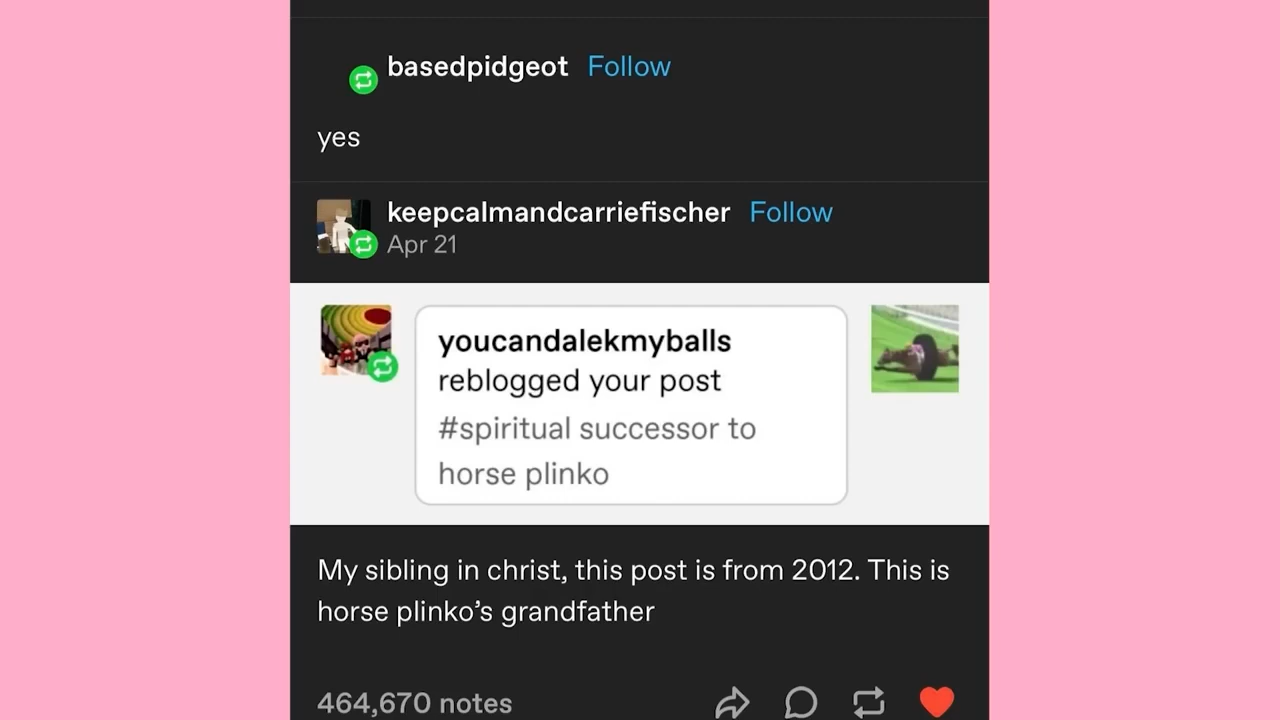 basedpidgeot Follow
yes
keepcalmandcarriefischer Follow
Apr 21
youcandalekmyballs
reblogged your post
#spiritual successor to
horse plinko
My sibling in christ, this post is from 2012. This is
horse plinko’s grandfather
464,670 notes